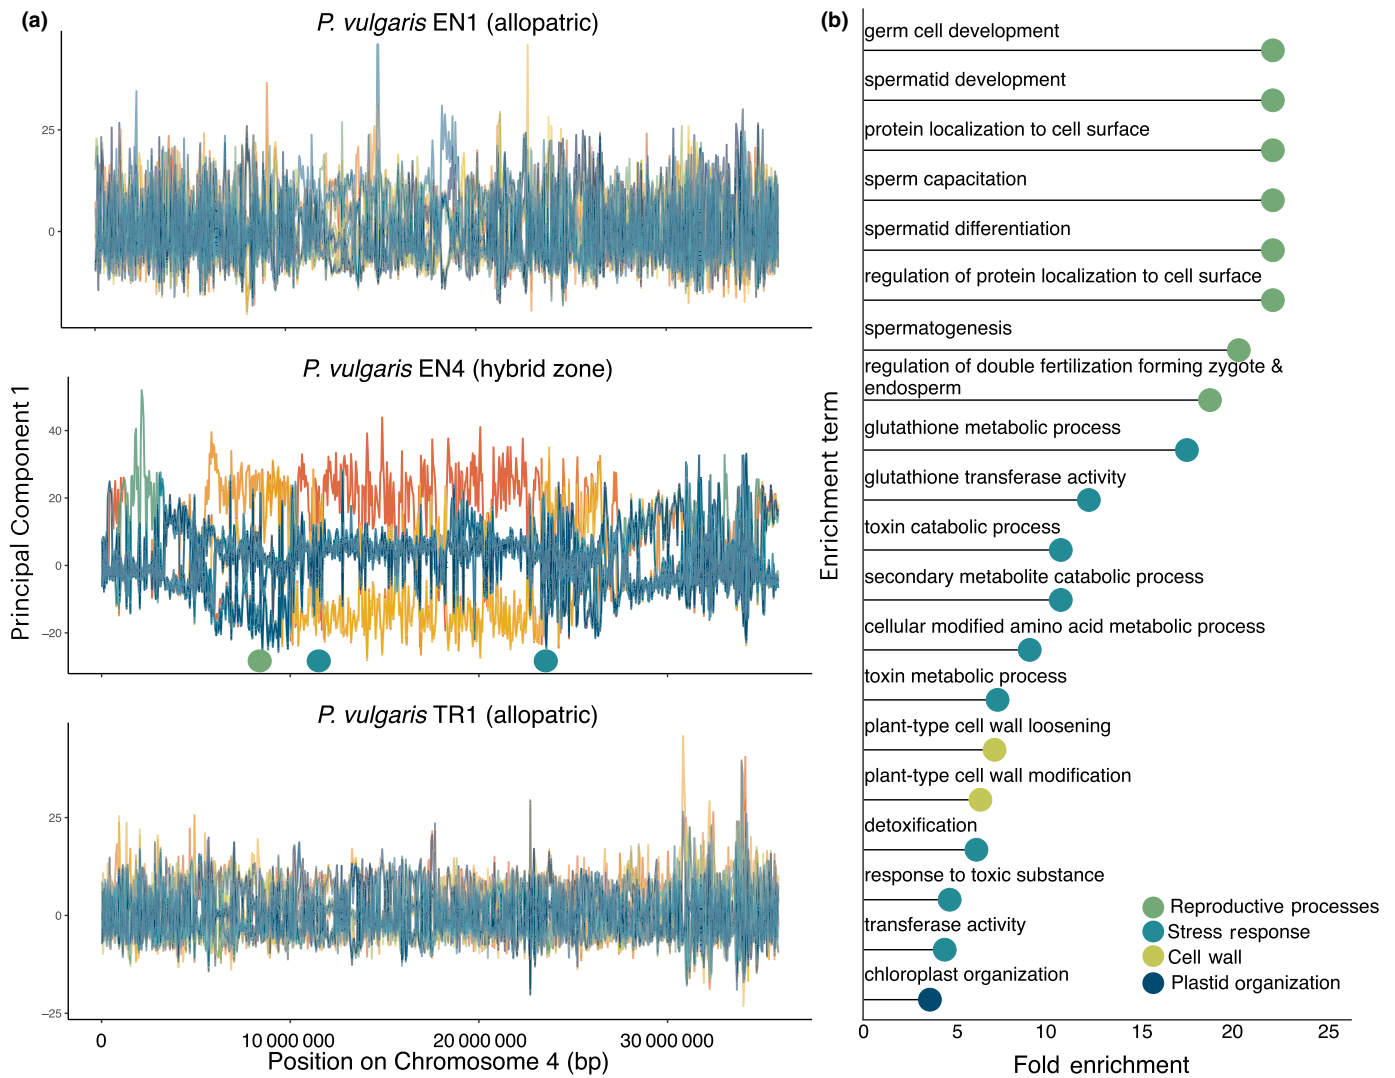 (a)
P. vulgaris EN1 (allopatric)
25
0
P. vulgaris EN4 (hybrid zone)
40
20
0
−20
Principal Component 1
P. vulgaris TR1 (allopatric)
25
0
−25
0
10 000 000
20 000 000
30 000 000
Position on Chromosome 4 (bp)
(b)
germ cell development
spermatid development
protein localization to cell surface
sperm capacitation
spermatid differentiation
regulation of protein localization to cell surface
spermatogenesis
regulation of double fertilization forming zygote &
endosperm
glutathione metabolic process
glutathione transferase activity
toxin catabolic process
secondary metabolite catabolic process
cellular modified amino acid metabolic process
toxin metabolic process
plant-type cell wall loosening
plant-type cell wall modification
detoxification
response to toxic substance
transferase activity
chloroplast organization
Enrichment term
Reproductive processes
Stress response
Cell wall
Plastid organization
0
5
10
15
20
25
Fold enrichment